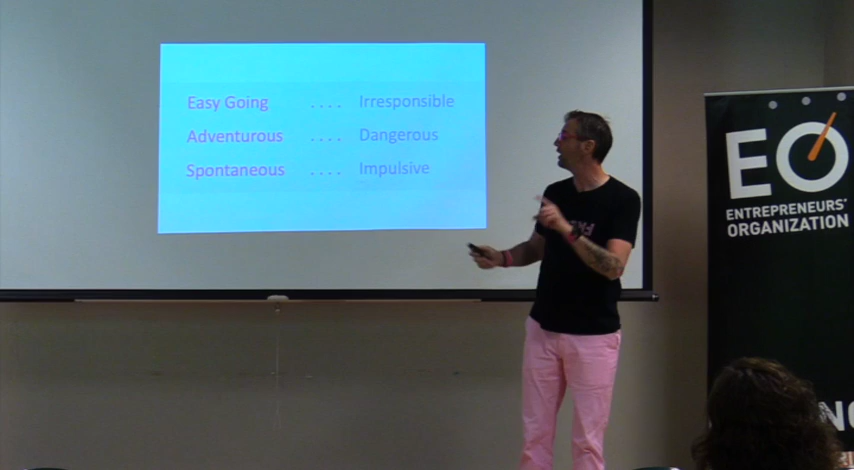 Easy Going .... Irresponsible
Adventurous .... Dangerous
Spontaneous .... Impulsive
EO
ENTREPRENEURS'
ORGANIZATION